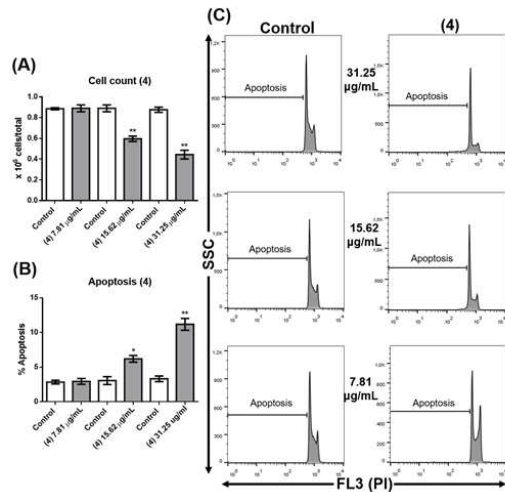 (A)
Cell count (4)
x 10⁶ cells/total
1.0
0.8
0.6
0.4
0.2
0.0
**
**
Control
(4) 7.81 µg/mL
Control
(4) 15.62 µg/mL
Control
(4) 31.25 µg/mL
(B)
Apoptosis (4)
% Apoptosis
15
10
5
0
*
**
Control
(4) 7.81 µg/mL
Control
(4) 15.62 µg/mL
Control
(4) 31.25 ug/ml
(C)
Control
(4)
SSC
Apoptosis
31.25
µg/mL
Apoptosis
Apoptosis
15.62
µg/mL
Apoptosis
Apoptosis
7.81
µg/mL
Apoptosis
FL3 (PI)